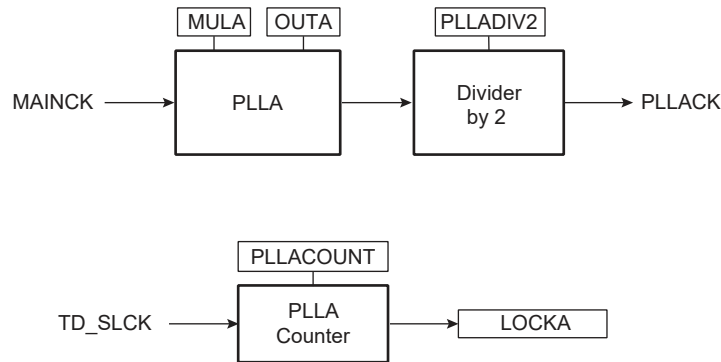 MULA OUTA PLLADIV2
MAINCK PLLA Divider by 2 PLLACK
PLLACOUNT
TD_SLCK PLLA Counter LOCKA